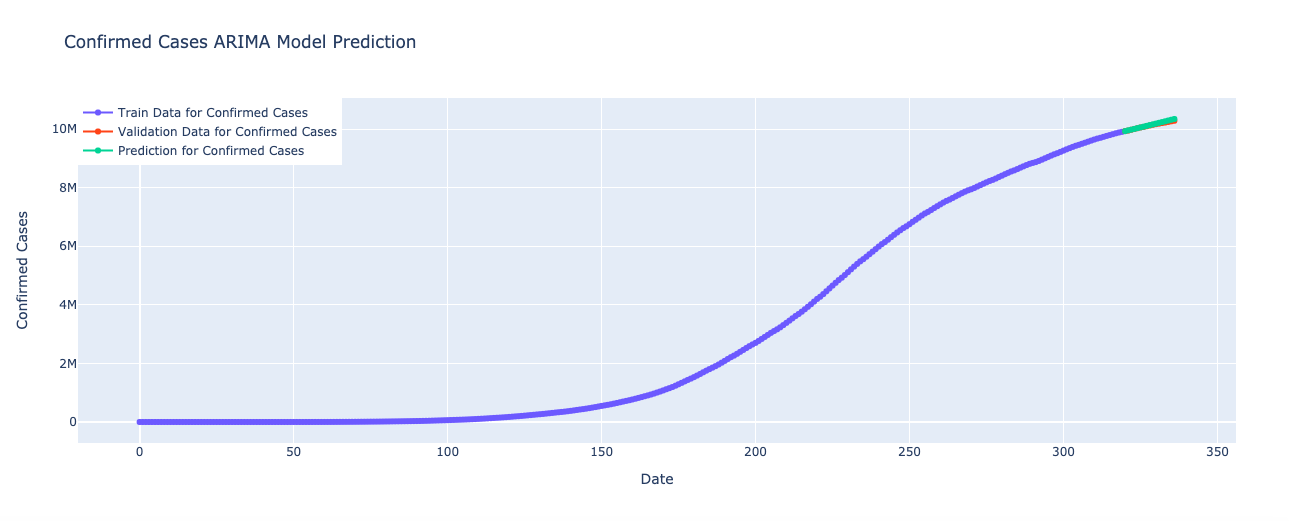 Confirmed Cases ARIMA Model Prediction
Train Data for Confirmed Cases
Validation Data for Confirmed Cases
Prediction for Confirmed Cases
10M
8M
6M
4M
2M
0
Confirmed Cases
0 50 100 150 200 250 300 350
Date